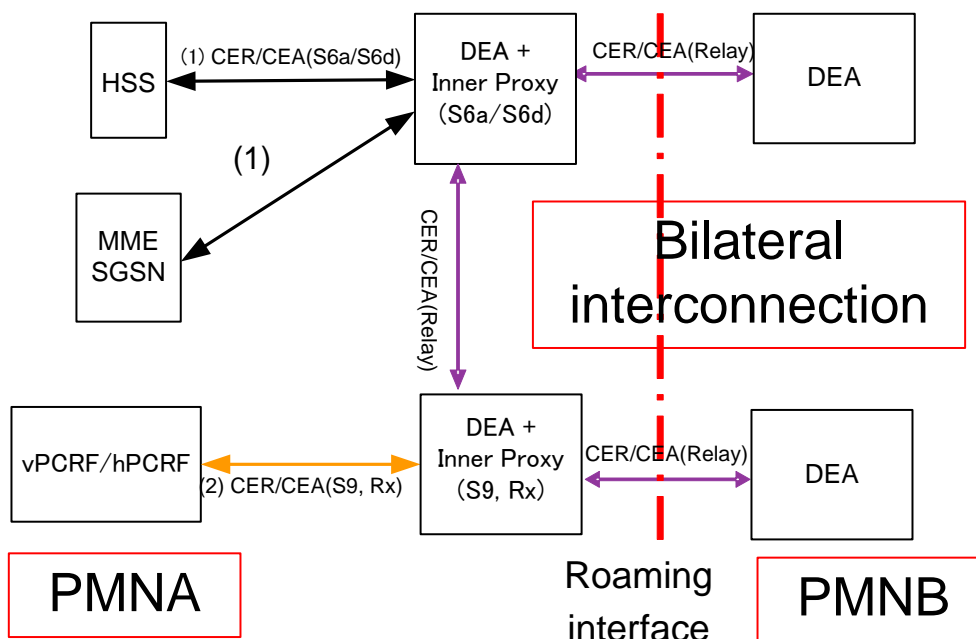 HSS
(1) CER/CEA(S6a/S6d)
DEA +
Inner Proxy
(S6a/S6d)
CER/CEA(Relay)
DEA
(1)
MME
SGSN
CER/CEA(Relay)
Bilateral
interconnection
vPCRF/hPCRF
(2) CER/CEA(S9, Rx)
DEA +
Inner Proxy
(S9, Rx)
CER/CEA(Relay)
DEA
PMNA
Roaming
interface
PMNB